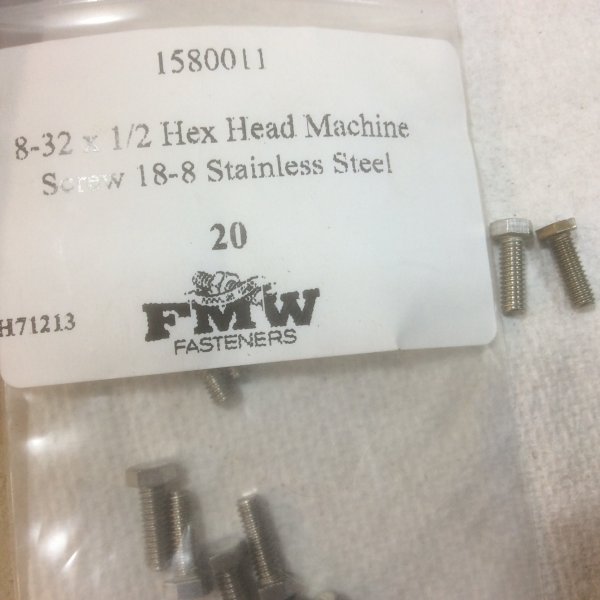 1580011
8-32 x 1/2 Hex Head Machine
Screw 18-8 Stainless Steel
20
H71213
FMW
FASTENERS